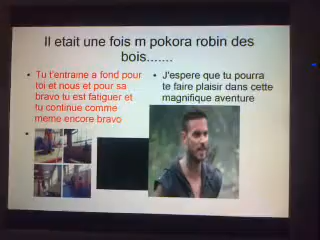 Il etait une fois m pokora robin des
bois.......
• Tu t'entraine a fond pour
toi et nous et pour sa
bravo tu est fatiguer et
tu continue comme
meme encore bravo
•
• J'espere que tu pourra
te faire plaisir dans cette
magnifique aventure